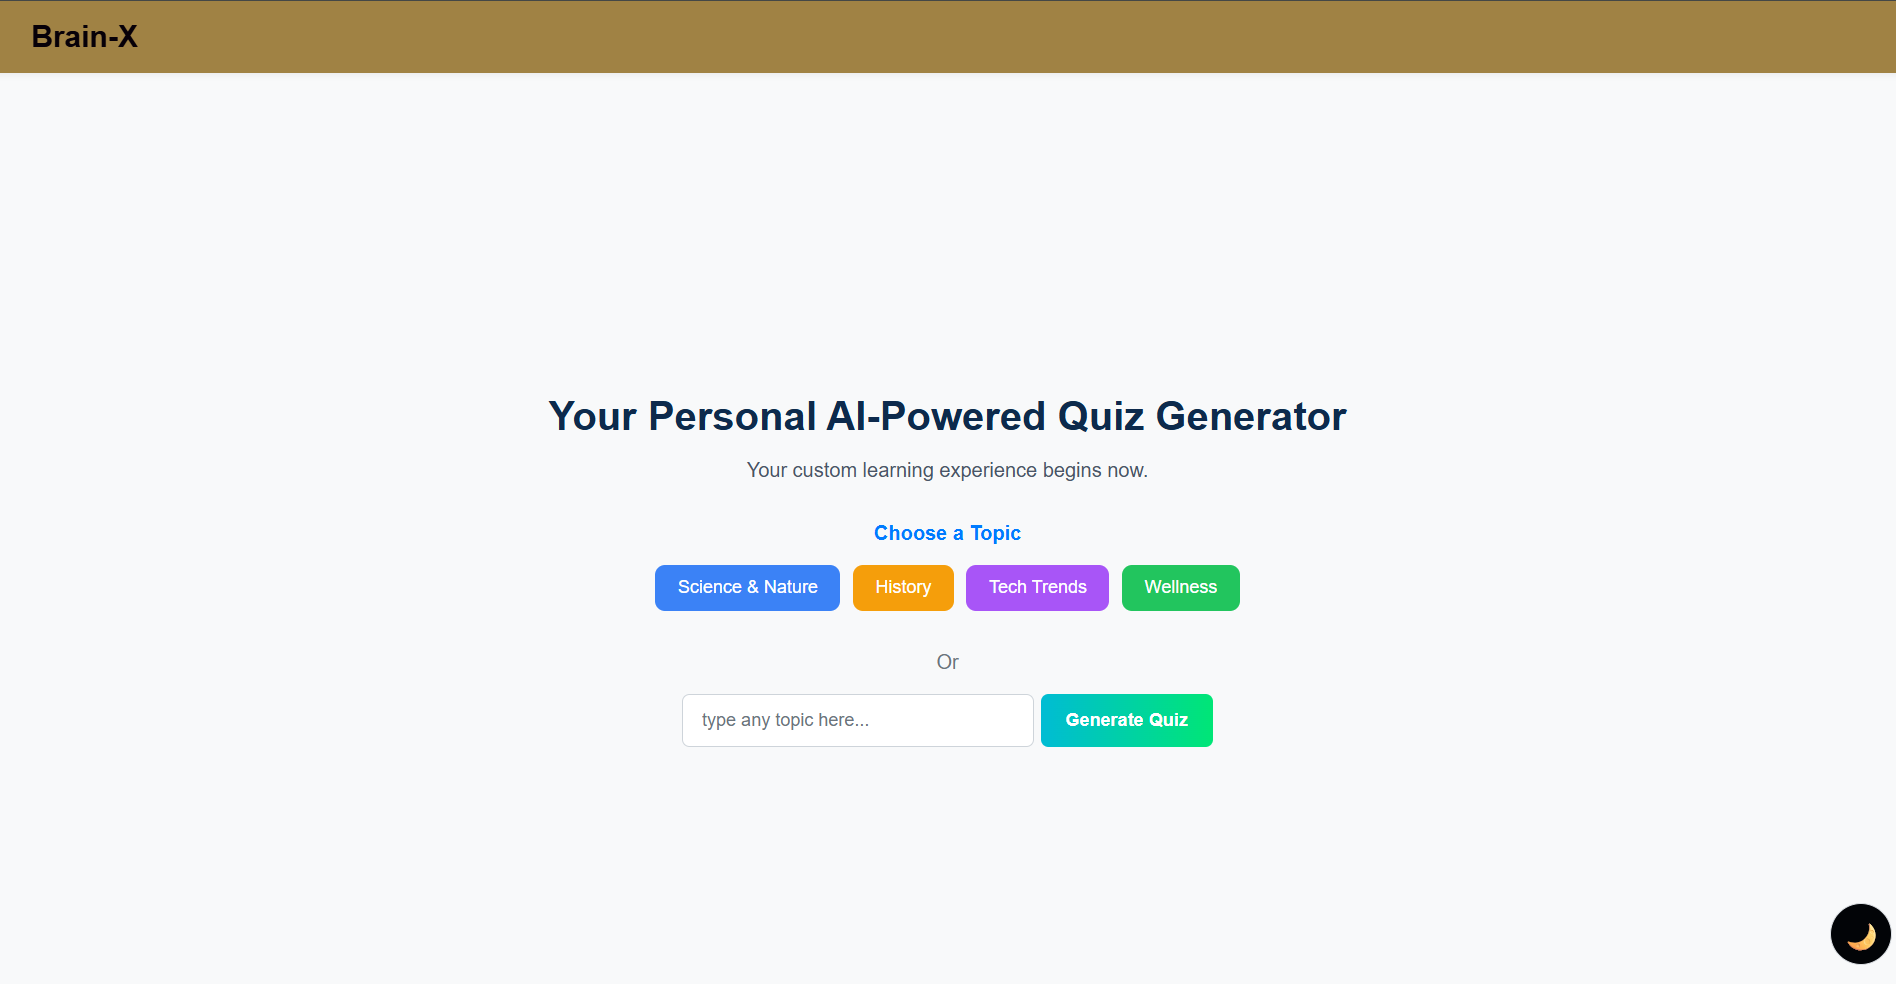 Brain-X
Your Personal AI-Powered Quiz Generator
Your custom learning experience begins now.
Choose a Topic
Science & Nature History Tech Trends Wellness
Or
type any topic here... Generate Quiz